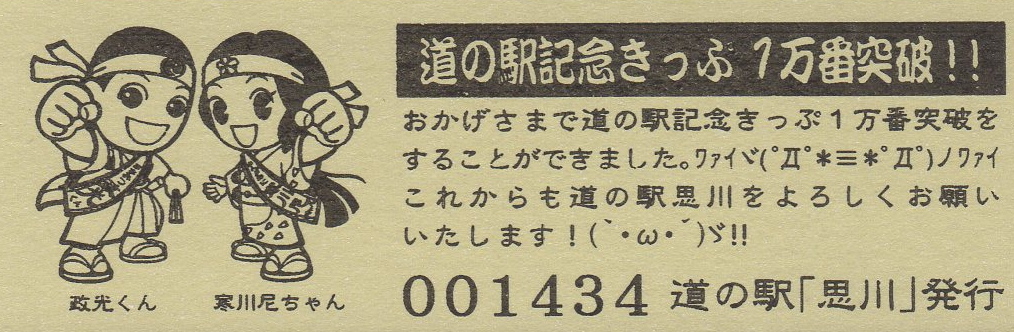 道の駅記念きっぷ 1万番突破!!
おかげさまで道の駅記念きっぷ1万番突破を
することができました。ﾜｧｲヾ(ﾟДﾟ*≡*ﾟДﾟ)ノﾜｧｲ
これからも道の駅思川をよろしくお願い
いたします!(｀・ω・´)ゞ!!
政光くん
寒川尼ちゃん
001434 道の駅「思川」発行